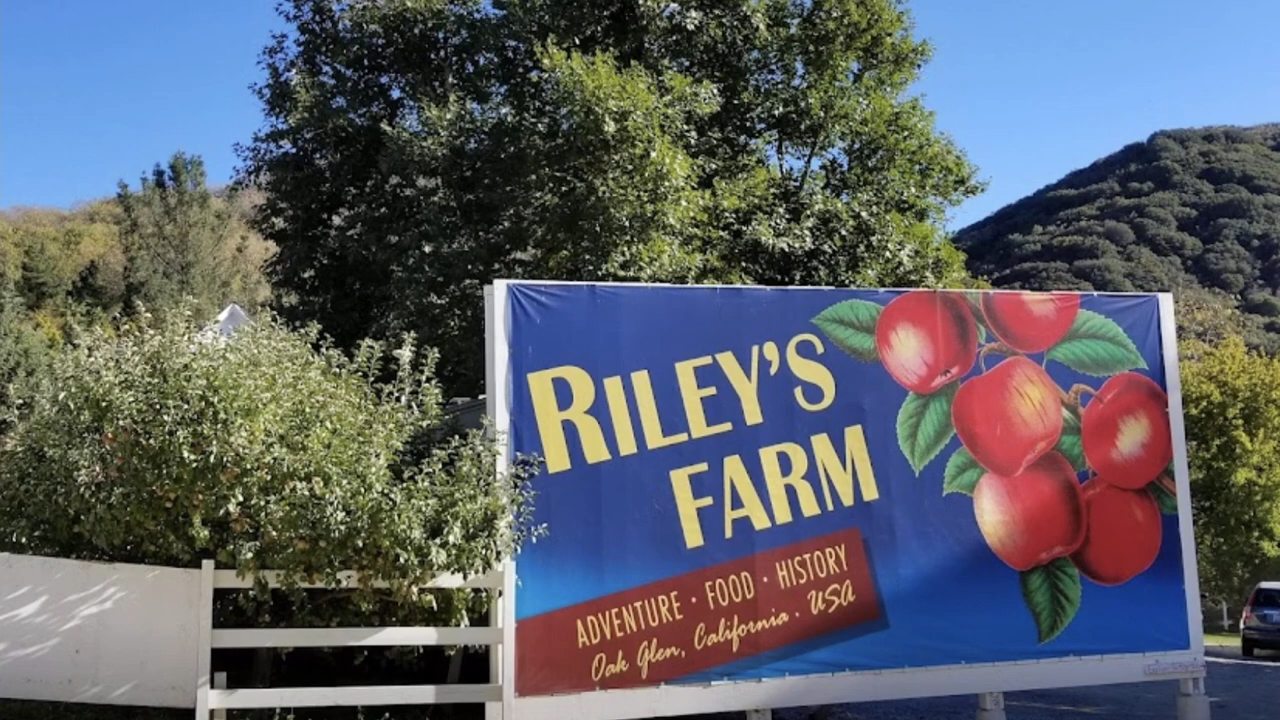 RILEY'S
FARM
ADVENTURE · FOOD · HISTORY
Oak Glen, California . USA